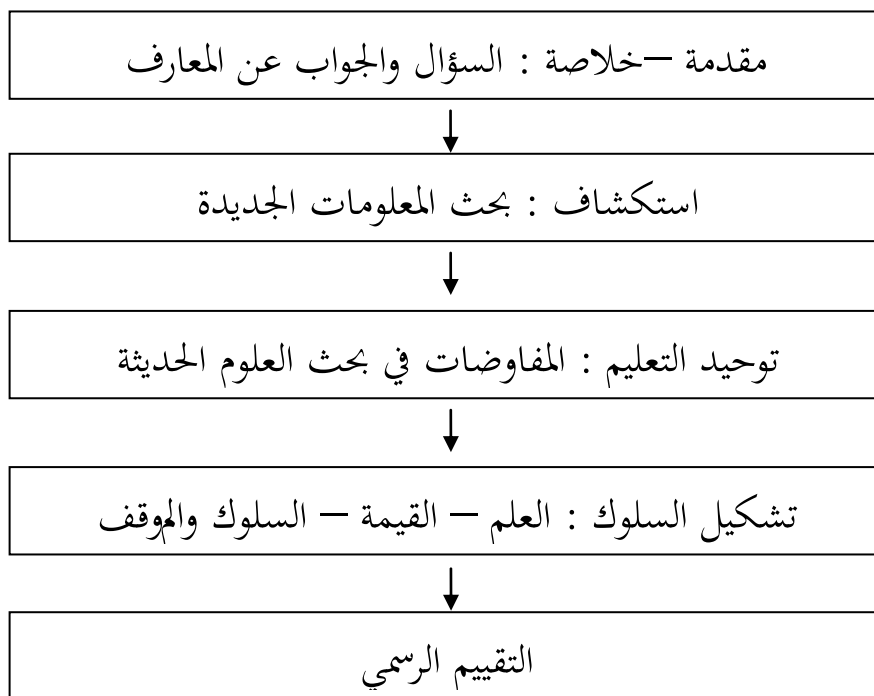 مقدمة –خلاصة : السؤال والجواب عن المعارف
استكشاف : بحث المعلومات الجديدة
توحيد التعليم : المفاوضات في بحث العلوم الحديثة
تشكيل السلوك : العلم – القيمة – السلوك والموقف
التقييم الرسمي